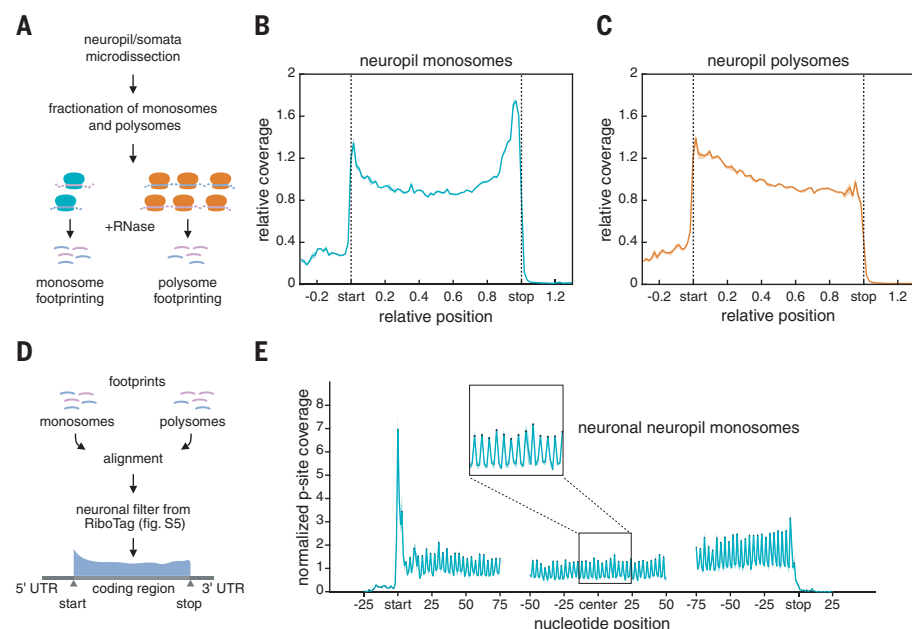 A
neuropil/somata
microdissection
fractionation of monosomes
and polysomes
+RNase
monosome
footprinting
polysome
footprinting
B
neuropil monosomes
2
1.6
1.2
0.8
0.4
0
relative coverage
-0.2 start 0.2 0.4 0.6 0.8 stop 1.2
relative position
C
neuropil polysomes
2
1.6
1.2
0.8
0.4
0
relative coverage
-0.2 start 0.2 0.4 0.6 0.8 stop 1.2
relative position
D
footprints
monosomes polysomes
alignment
neuronal filter from
RiboTag (fig. S5)
5' UTR coding region 3' UTR
start stop
E
neuronal neuropil monosomes
8
7
6
5
4
3
2
1
0
normalized p-site coverage
-25 start 25 50 75 -50 -25 center 25 50 -75 -50 -25 stop 25
nucleotide position